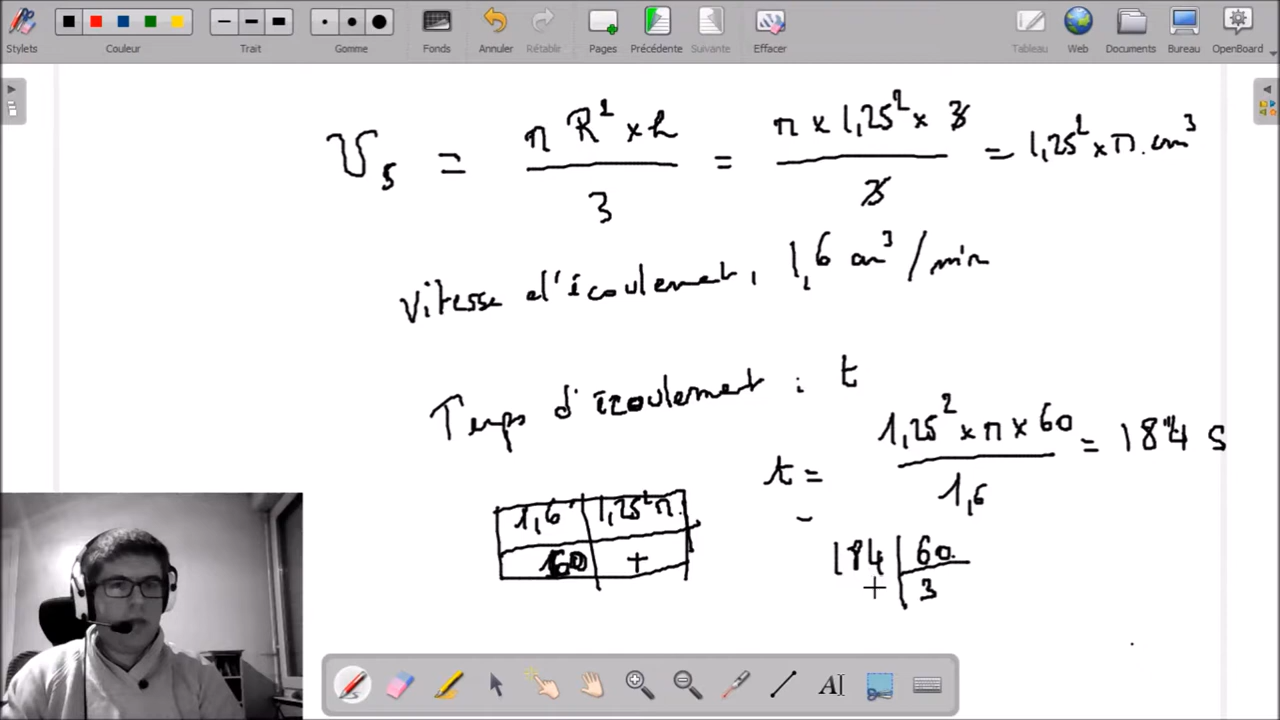 Stylets Couleur Trait Gomme Fonds Annuler Rétablir Pages Précédente Suivante Effacer Tableau Web Documents Bureau OpenBoard
V_s = π R² × h / 3 = π × 1,25² × 3 / 3 = 1,25² × π cm³
Vitesse d'écoulement : 1,6 cm³/min
Temps d'écoulement : t
t = 1,25² × π × 60 / 1,6 = 184 s
1,6 1,25²π
60 t
184 60
3
AI